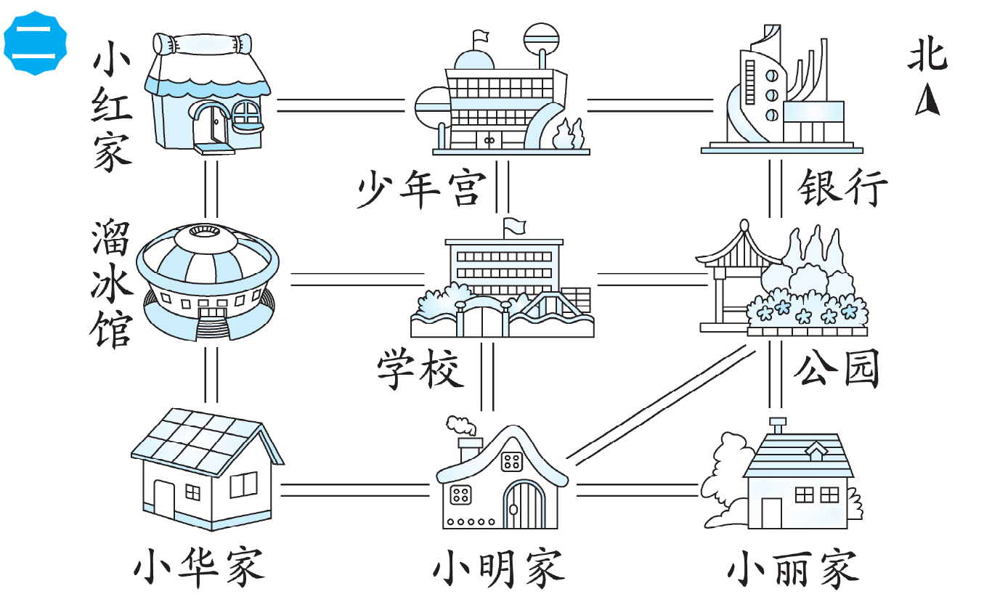 二
小红家
北
少年宫
银行
溜冰馆
学校
公园
小华家
小明家
小丽家